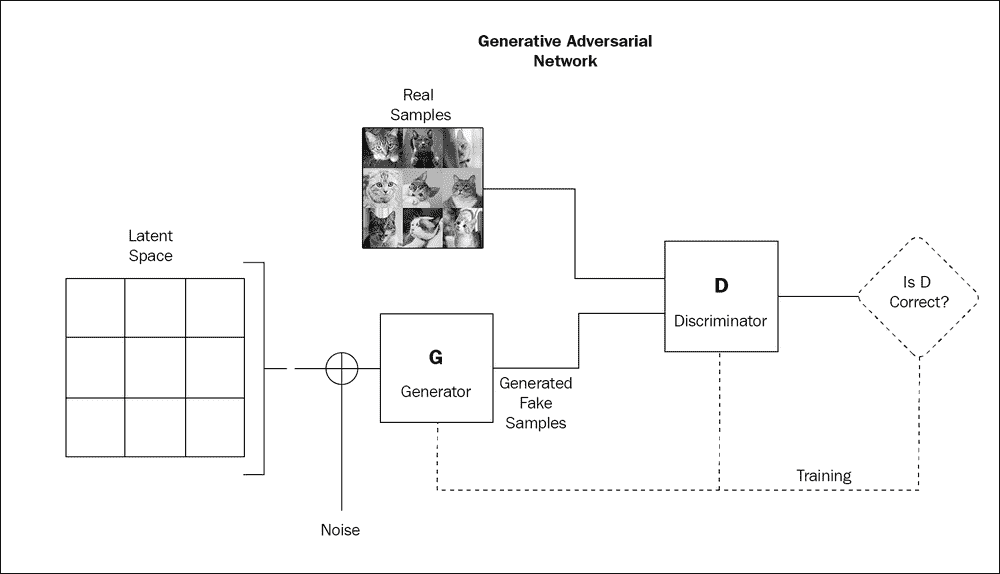 Generative Adversarial
Network
Real
Samples
Latent
Space
G
Generator
Generated
Fake
Samples
Noise
D
Discriminator
Is D
Correct?
Training